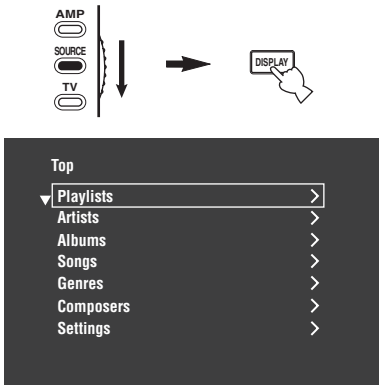 AMP
SOURCE
TV
DISPLAY
Top
Playlists
Artists
Albums
Songs
Genres
Composers
Settings